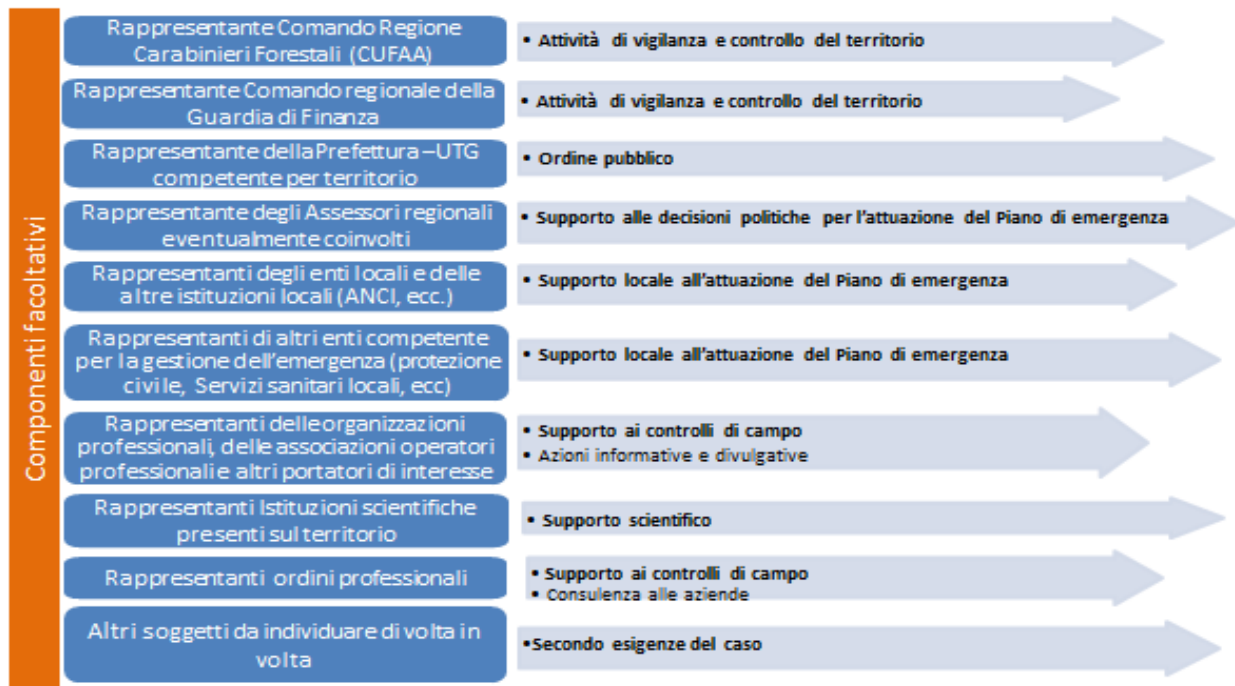 Componenti facoltativi
Rappresentante Comando Regione
Carabinieri Forestali (CUFAA)
• Attività di vigilanza e controllo del territorio
Rappresentante Comando regionale della
Guardia di Finanza
• Attività di vigilanza e controllo del territorio
Rappresentante della Prefettura – UTG
competente per territorio
• Ordine pubblico
Rappresentante degli Assessori regionali
eventualmente coinvolti
• Supporto alle decisioni politiche per l'attuazione del Piano di emergenza
Rappresentanti degli enti locali e delle
altre istituzioni locali (ANCI, ecc.)
• Supporto locale all'attuazione del Piano di emergenza
Rappresentanti di altri enti competente
per la gestione dell'emergenza (protezione
civile, Servizi sanitari locali, ecc)
• Supporto locale all'attuazione del Piano di emergenza
Rappresentanti delle organizzazioni
professionali, delle associazioni operatori
professionali e altri portatori di interesse
• Supporto ai controlli di campo
• Azioni informative e divulgative
Rappresentanti Istituzioni scientifiche
presenti sul territorio
• Supporto scientifico
Rappresentanti ordini professionali
• Supporto ai controlli di campo
• Consulenza alle aziende
Altri soggetti da individuare di volta in
volta
•Secondo esigenze del caso